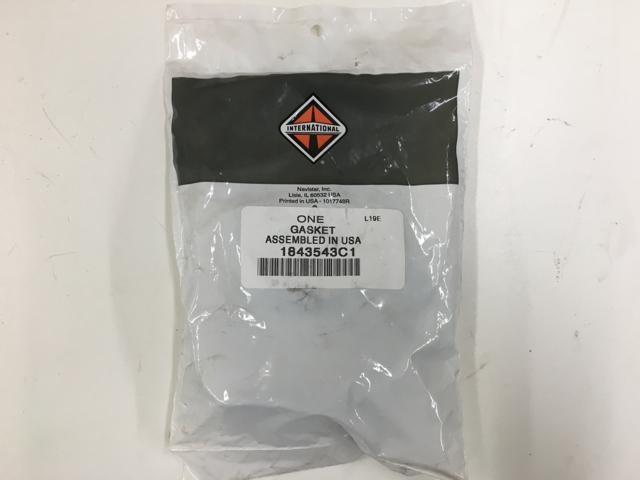 INTERNATIONAL
Navistar, Inc.
Lisle, IL 60532 USA
Printed in USA - 1017748R
ONE L19E
GASKET
ASSEMBLED IN USA
1843543C1